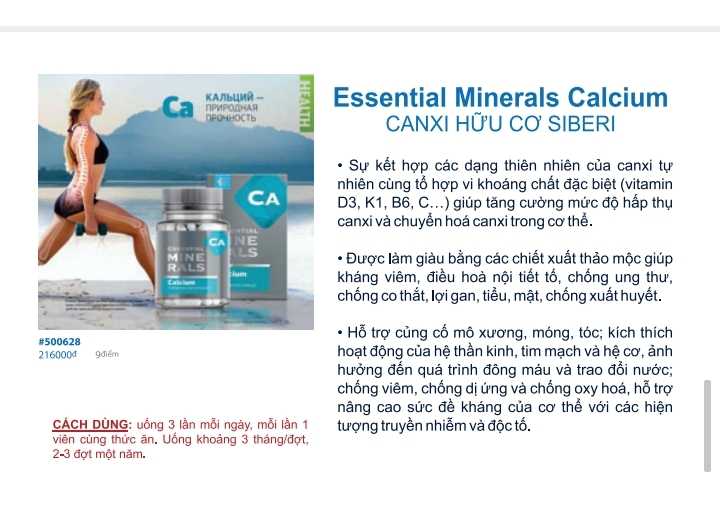 Ca
КАЛЬЦИЙ –
ПРИРОДНАЯ
ПРОЧНОСТЬ
HEALTH
CA
ESSENTIAL
MINE
RALS
Calcium
CA
#500628
216000đ 9điểm
CÁCH DÙNG: uống 3 lần mỗi ngày, mỗi lần 1
viên cùng thức ăn. Uống khoảng 3 tháng/đợt,
2-3 đợt một năm.
Essential Minerals Calcium
CANXI HỮU CƠ SIBERI
• Sự kết hợp các dạng thiên nhiên của canxi tự
nhiên cùng tổ hợp vi khoáng chất đặc biệt (vitamin
D3, K1, B6, C…) giúp tăng cường mức độ hấp thụ
canxi và chuyển hoá canxi trong cơ thể.
• Được làm giàu bằng các chiết xuất thảo mộc giúp
kháng viêm, điều hoà nội tiết tố, chống ung thư,
chống co thắt, lợi gan, tiểu, mật, chống xuất huyết.
• Hỗ trợ củng cố mô xương, móng, tóc; kích thích
hoạt động của hệ thần kinh, tim mạch và hệ cơ, ảnh
hưởng đến quá trình đông máu và trao đổi nước;
chống viêm, chống dị ứng và chống oxy hoá, hỗ trợ
nâng cao sức đề kháng của cơ thể với các hiện
tượng truyền nhiễm và độc tố.